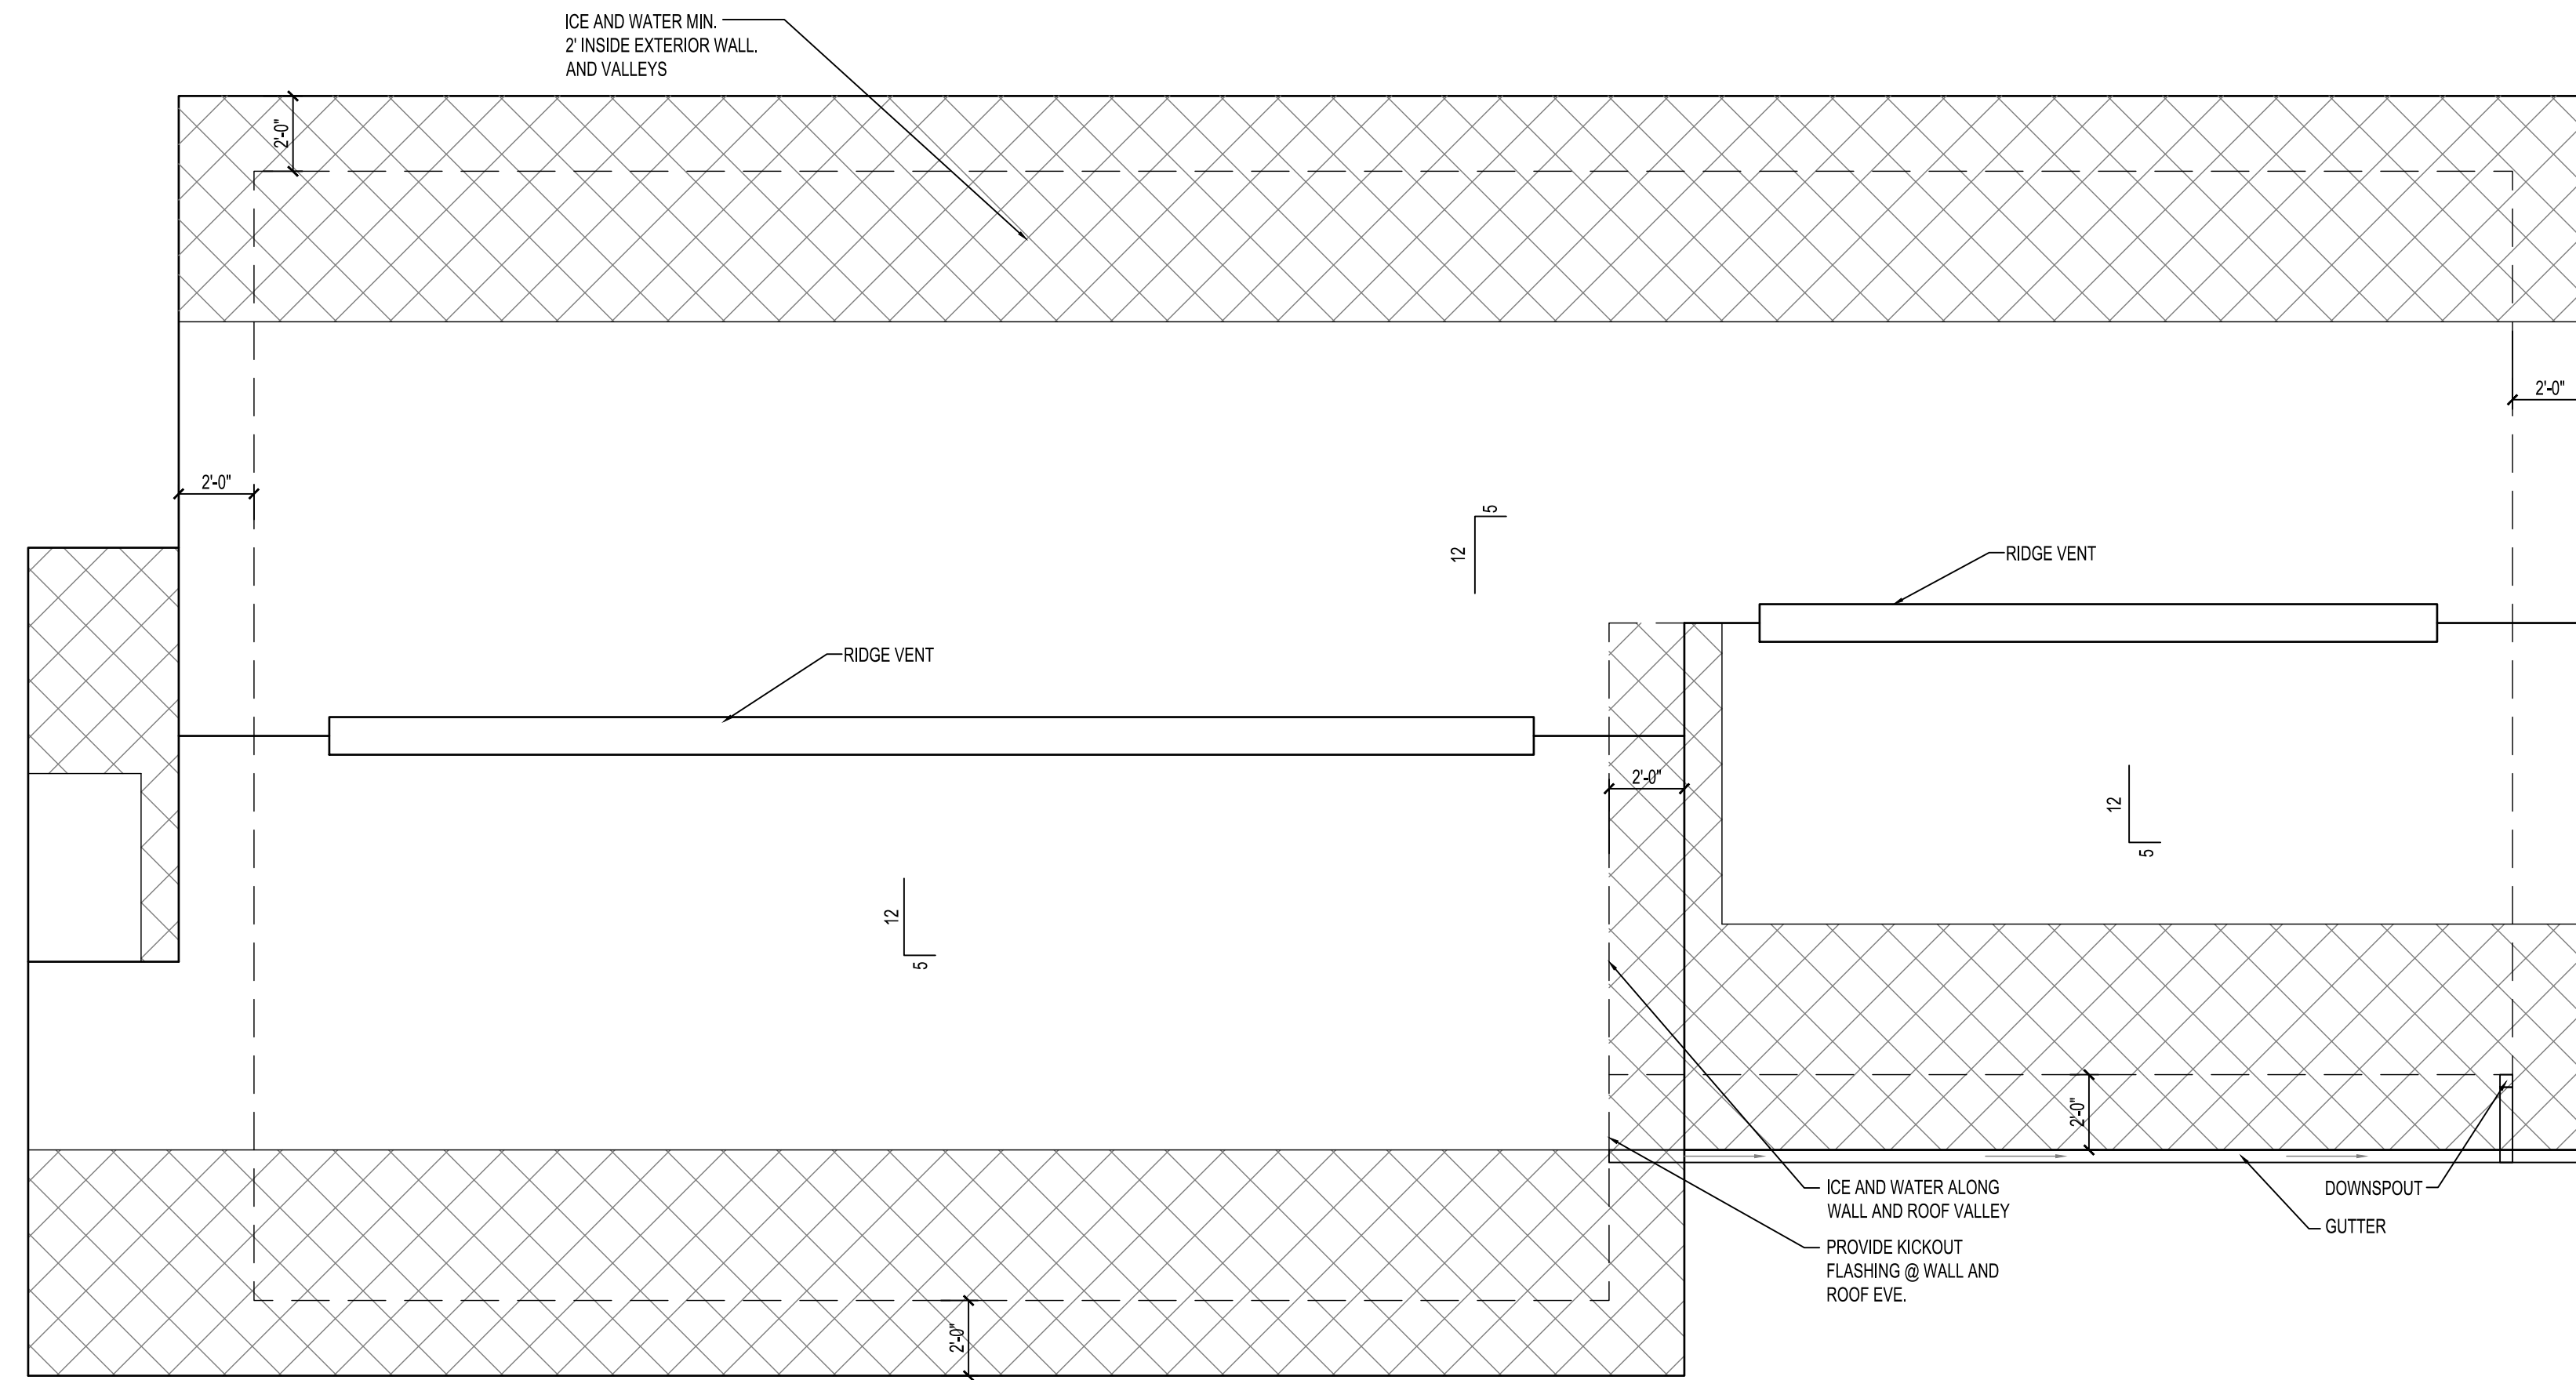 ICE AND WATER MIN.
2' INSIDE EXTERIOR WALL.
AND VALLEYS
2'-0"
2'-0"
2'-0"
5
12
RIDGE VENT
RIDGE VENT
2'-0"
12
5
12
5
2'-0"
ICE AND WATER ALONG
WALL AND ROOF VALLEY
DOWNSPOUT
GUTTER
PROVIDE KICKOUT
FLASHING @ WALL AND
ROOF EVE.
2'-0"